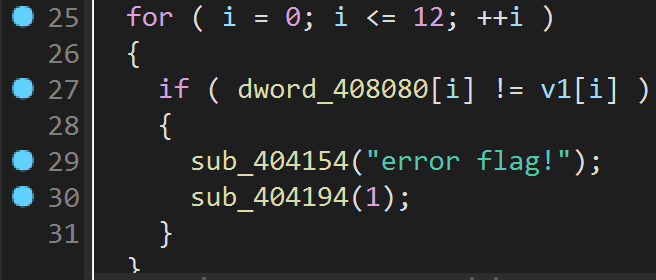 25 for ( i = 0; i <= 12; ++i )
26 {
27 if ( dword_408080[i] != v1[i] )
28 {
29 sub_404154("error flag!");
30 sub_404194(1);
31 }
}